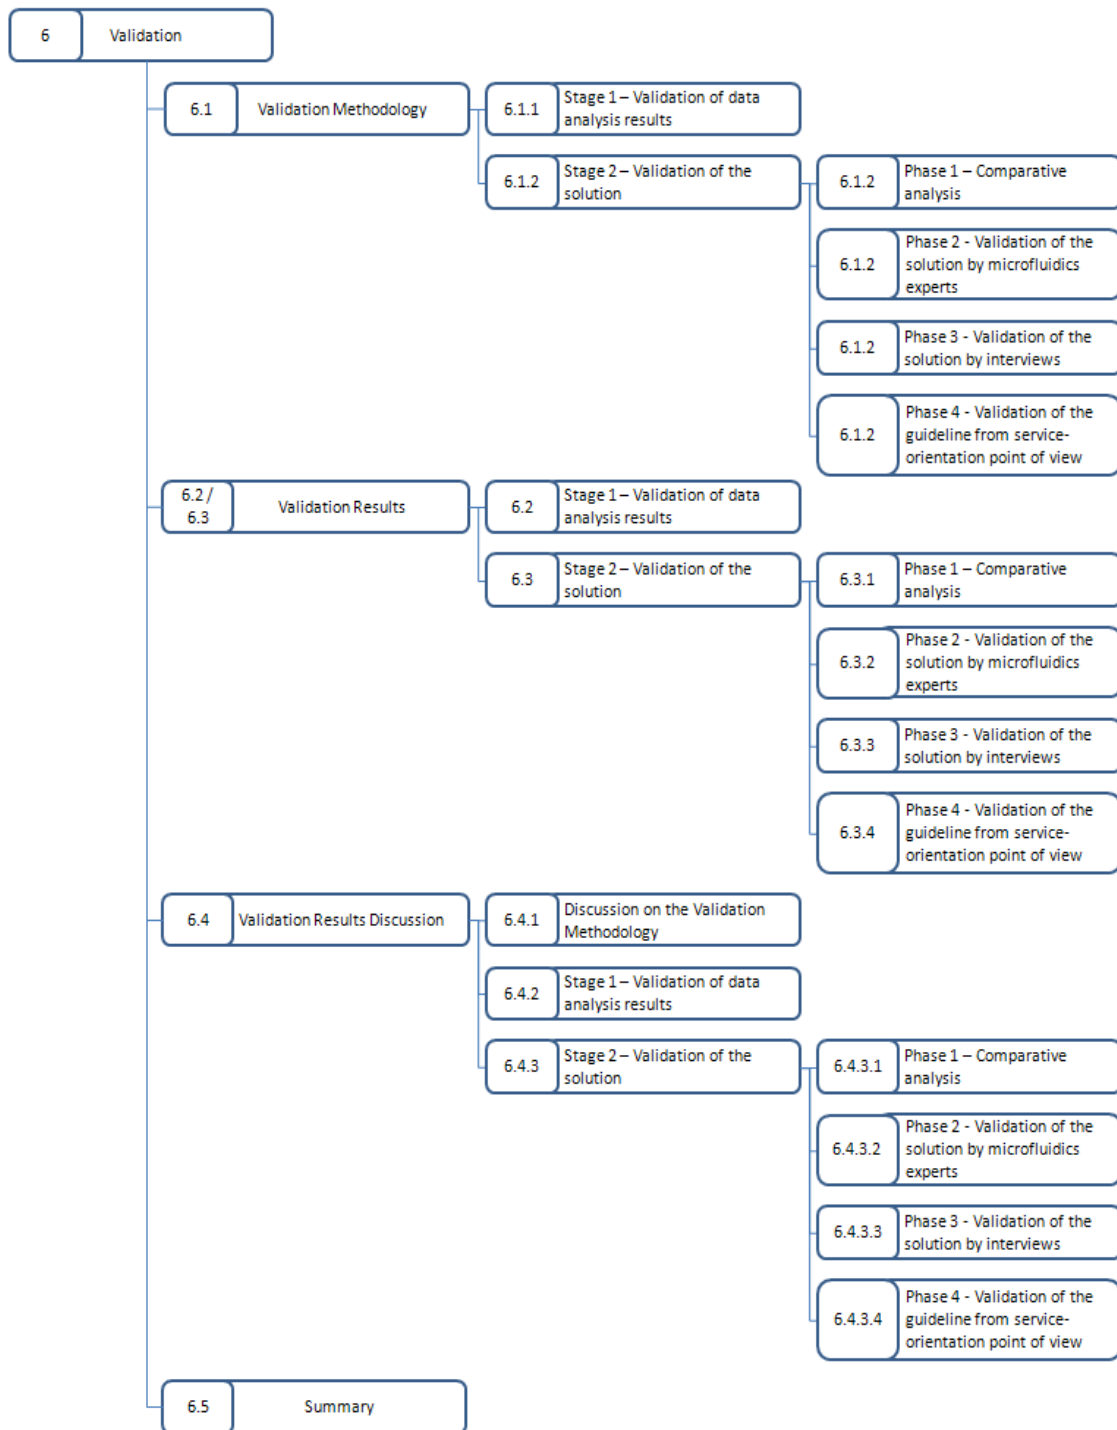 6 Validation
6.1 Validation Methodology
6.1.1 Stage 1 – Validation of data
analysis results
6.1.2 Stage 2 – Validation of the
solution
6.1.2 Phase 1 – Comparative
analysis
6.1.2 Phase 2 - Validation of the
solution by microfluidics
experts
6.1.2 Phase 3 - Validation of the
solution by interviews
6.1.2 Phase 4 - Validation of the
guideline from service-
orientation point of view
6.2 /
6.3 Validation Results
6.2 Stage 1 – Validation of data
analysis results
6.3 Stage 2 – Validation of the
solution
6.3.1 Phase 1 – Comparative
analysis
6.3.2 Phase 2 - Validation of the
solution by microfluidics
experts
6.3.3 Phase 3 - Validation of the
solution by interviews
6.3.4 Phase 4 - Validation of the
guideline from service-
orientation point of view
6.4 Validation Results Discussion
6.4.1 Discussion on the Validation
Methodology
6.4.2 Stage 1 – Validation of data
analysis results
6.4.3 Stage 2 – Validation of the
solution
6.4.3.1 Phase 1 – Comparative
analysis
6.4.3.2 Phase 2 - Validation of the
solution by microfluidics
experts
6.4.3.3 Phase 3 - Validation of the
solution by interviews
6.4.3.4 Phase 4 - Validation of the
guideline from service-
orientation point of view
6.5 Summary